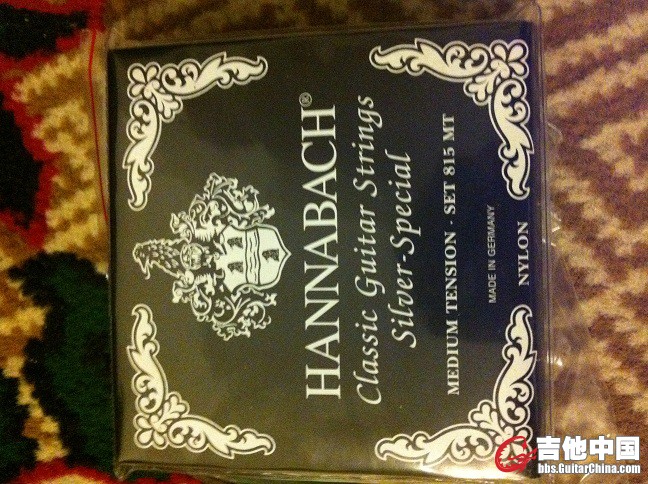 HANNABACH®
Classic Guitar Strings
Silver-Special
MEDIUM TENSION · SET 815 MT
MADE IN GERMANY
NYLON
吉他中国
bbs.GuitarChina.com